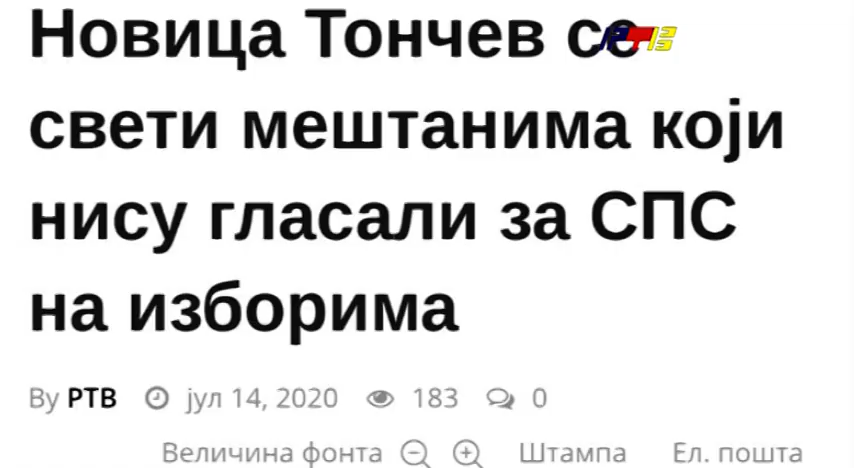 Новица Тончев се
свети мештанима који
нису гласали за СПС
на изборима
By РТВ јул 14, 2020 183 0
Величина фонта Штампа Ел. пошта